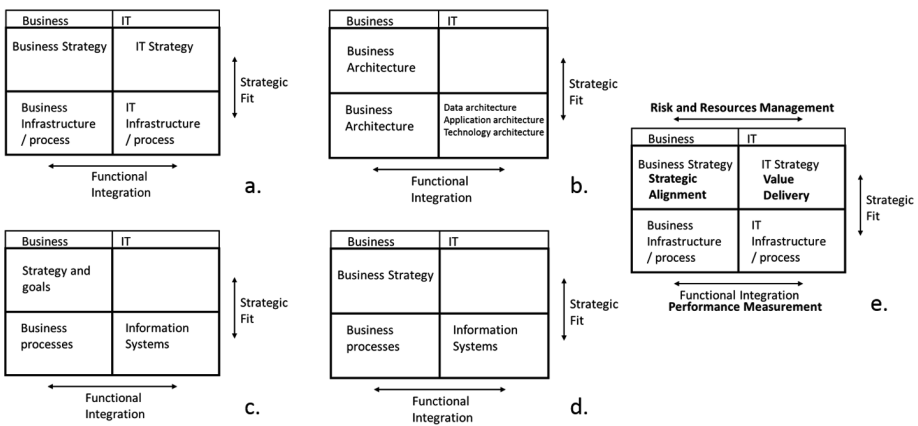 Business IT
Business Strategy IT Strategy
Business
Infrastructure
/ process
IT
Infrastructure
/ process
Strategic
Fit
Functional
Integration
a.
Business IT
Business
Architecture
Business
Architecture
Data architecture
Application architecture
Technology architecture
Strategic
Fit
Functional
Integration
b.
Business IT
Strategy and
goals
Business
processes
Information
Systems
Strategic
Fit
Functional
Integration
c.
Business IT
Business Strategy
Business
processes
Information
Systems
Strategic
Fit
Functional
Integration
d.
Risk and Resources Management
Business IT
Business Strategy
Strategic
Alignment
IT Strategy
Value
Delivery
Business
Infrastructure
/ process
IT
Infrastructure
/ process
Strategic
Fit
Functional Integration
Performance Measurement
e.